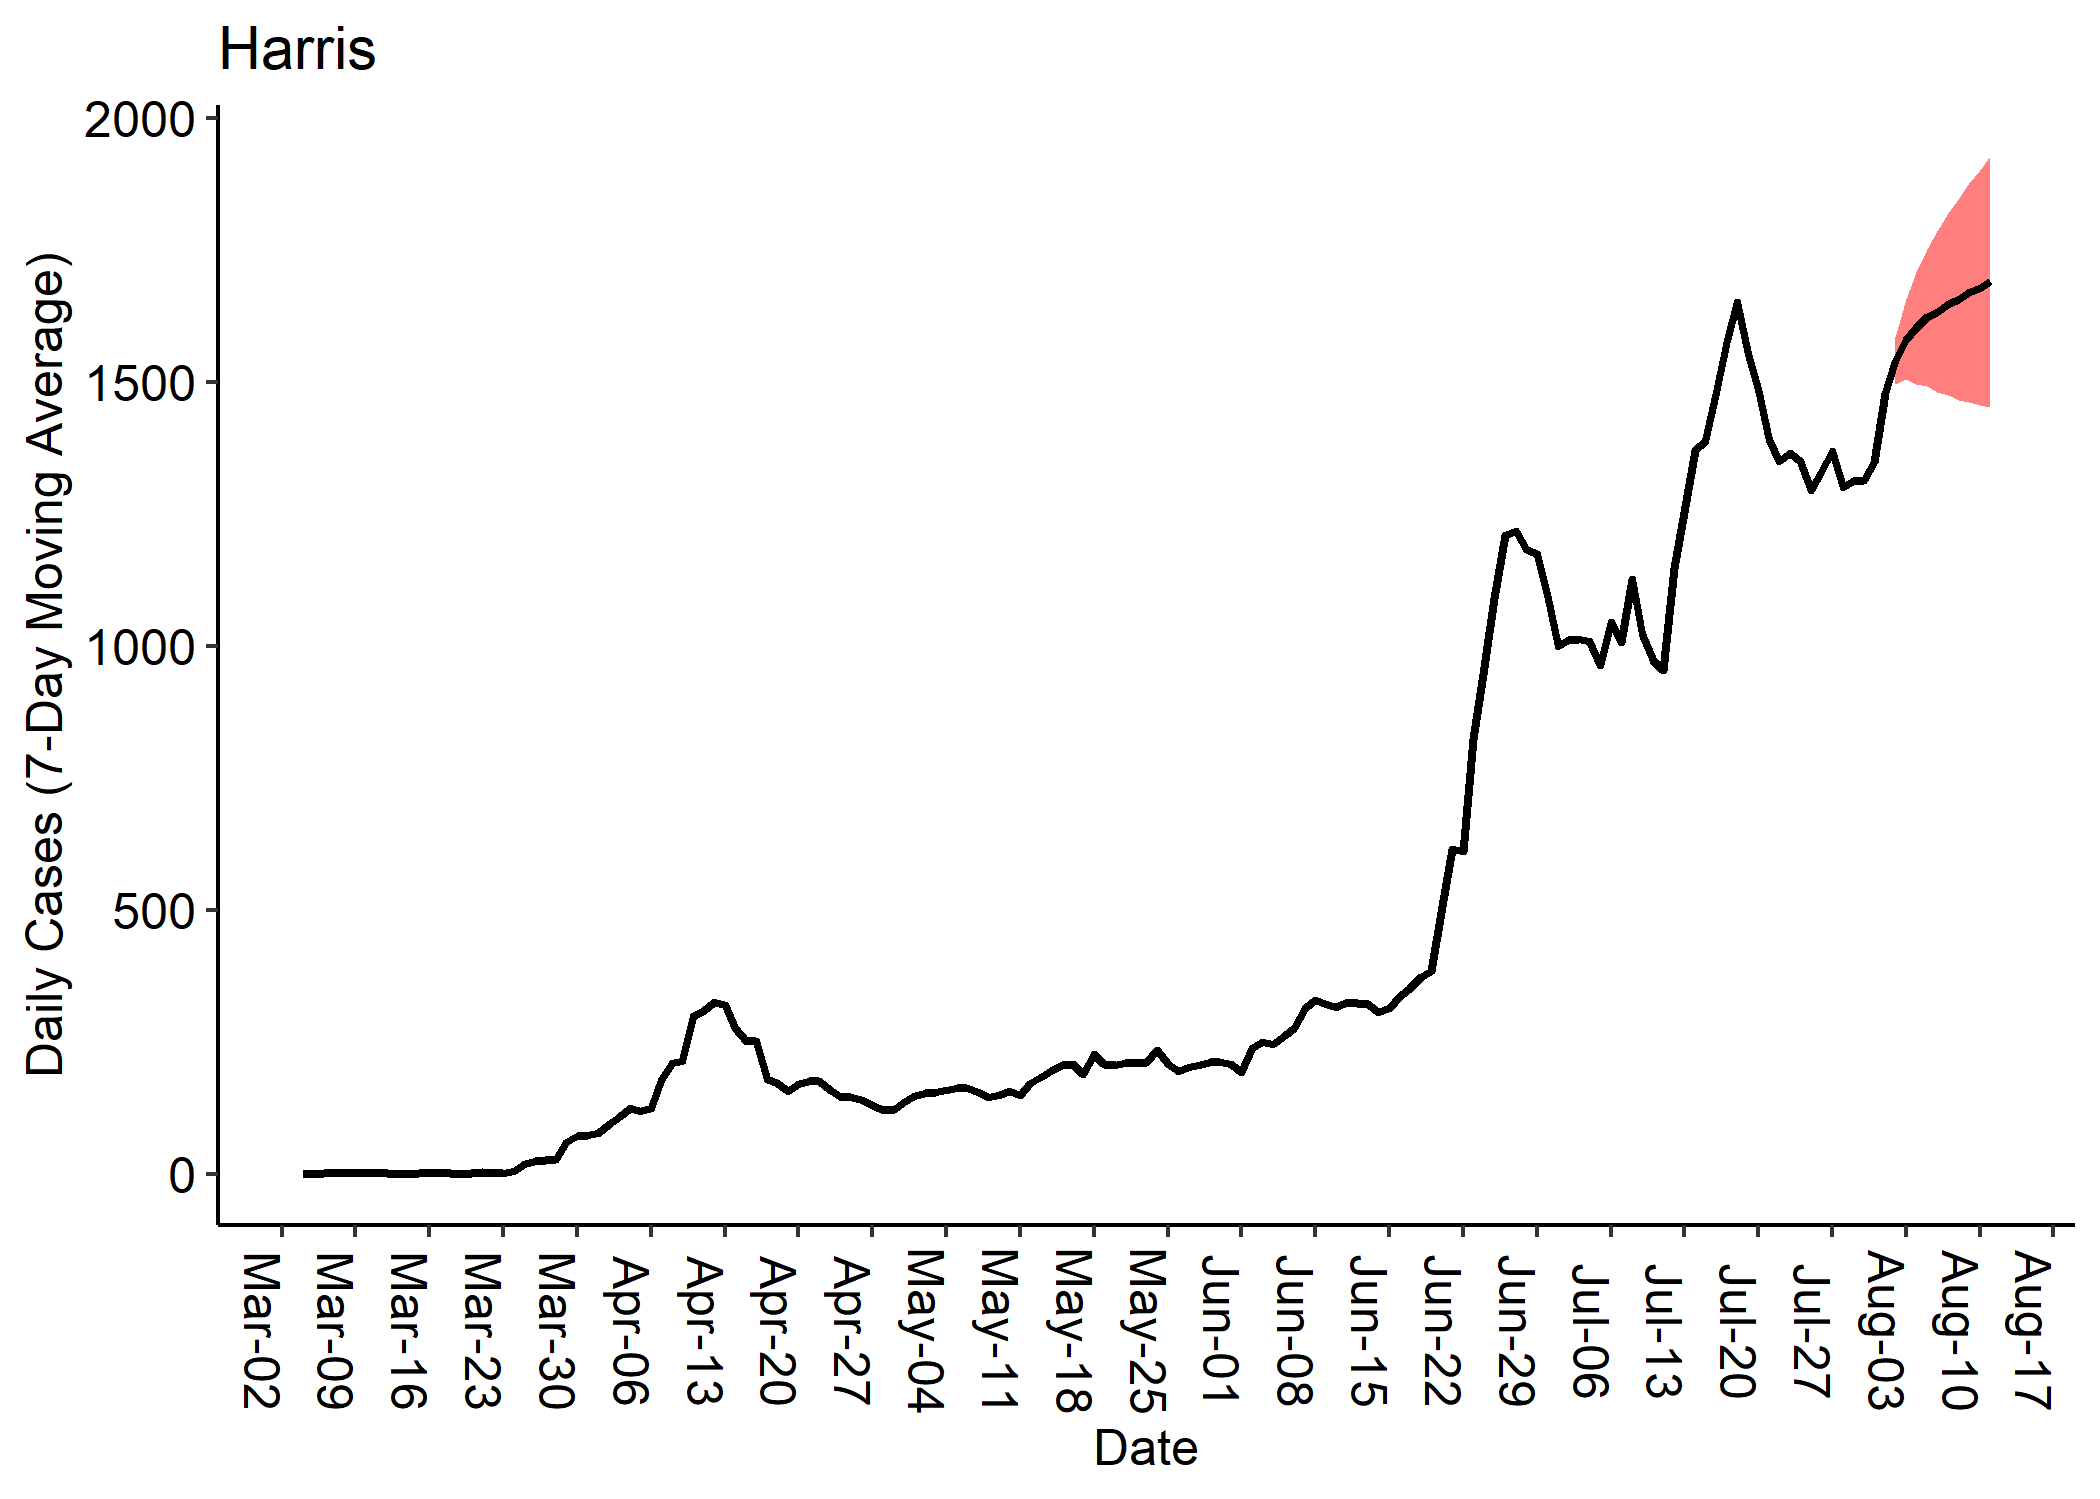 Harris
Daily Cases (7-Day Moving Average)
2000
1500
1000
500
0
Mar-02
Mar-09
Mar-16
Mar-23
Mar-30
Apr-06
Apr-13
Apr-20
Apr-27
May-04
May-11
May-18
May-25
Jun-01
Jun-08
Jun-15
Jun-22
Jun-29
Jul-06
Jul-13
Jul-20
Jul-27
Aug-03
Aug-10
Aug-17
Date